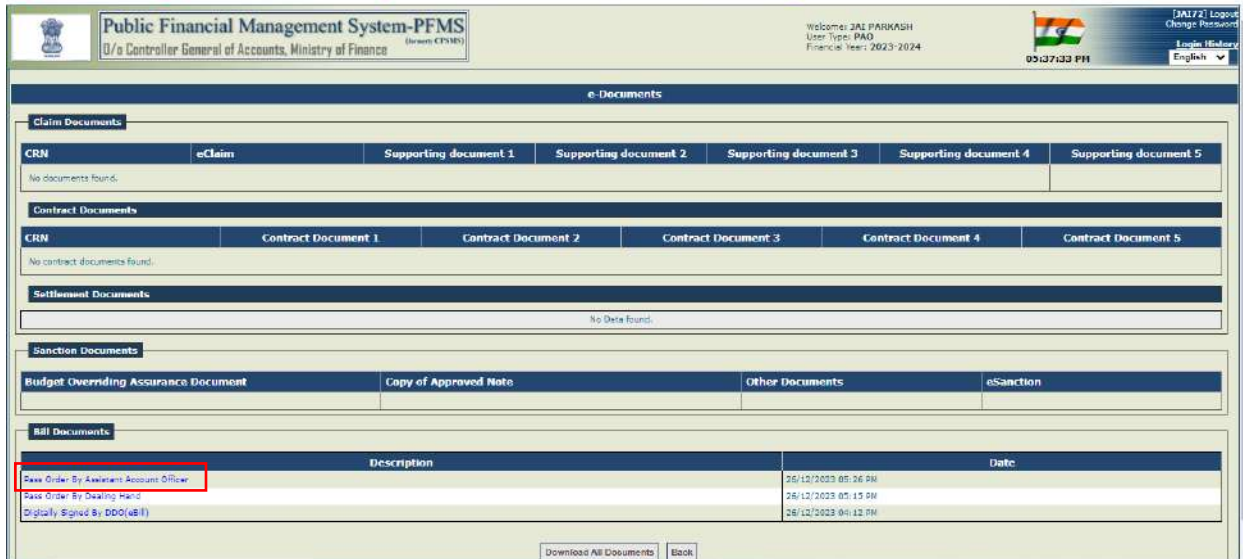 Public Financial Management System-PFMS
(formerly CPSMS)
O/o Controller General of Accounts, Ministry of Finance
Welcome: JAI PARKASH
User Type: PAO
Financial Year: 2023-2024
05:37:33 PM
[JAI72] Logout
Change Password
Login History
English
e-Documents
Claim Documents
CRN eClaim Supporting document 1 Supporting document 2 Supporting document 3 Supporting document 4 Supporting document 5
No documents found.
Contract Documents
CRN Contract Document 1 Contract Document 2 Contract Document 3 Contract Document 4 Contract Document 5
No contract documents found.
Settlement Documents
No Data found.
Sanction Documents
Budget Overriding Assurance Document Copy of Approved Note Other Documents eSanction
Bill Documents
Description Date
Pass Order By Assistant Account Officer 26/12/2023 05:26 PM
Pass Order By Dealing Hand 26/12/2023 05:15 PM
Digitally Signed By DDO(eBill) 26/12/2023 04:12 PM
Download All Documents Back